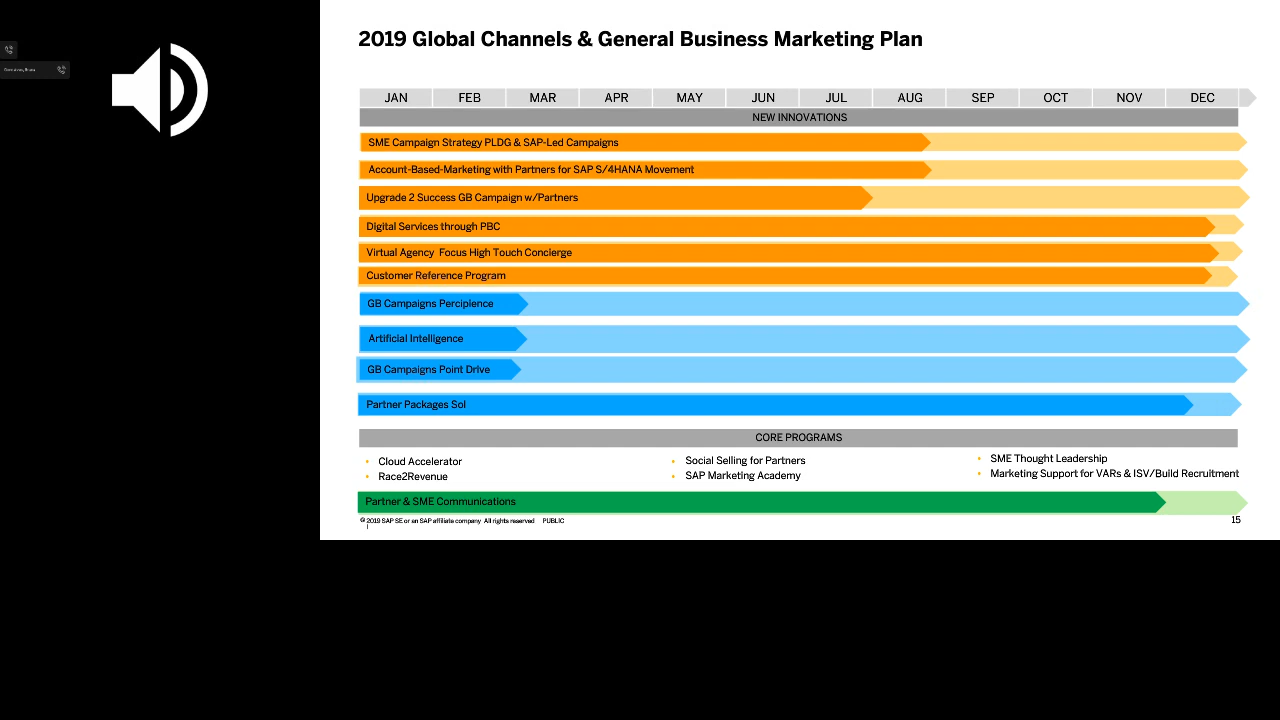 2019 Global Channels & General Business Marketing Plan
JAN FEB MAR APR MAY JUN JUL AUG SEP OCT NOV DEC
NEW INNOVATIONS
SME Campaign Strategy PLDG & SAP-Led Campaigns
Account-Based-Marketing with Partners for SAP S/4HANA Movement
Upgrade 2 Success GB Campaign w/Partners
Digital Services through PBC
Virtual Agency Focus High Touch Concierge
Customer Reference Program
GB Campaigns Percipience
Artificial Intelligence
GB Campaigns Point Drive
Partner Packages Sol
CORE PROGRAMS
• Cloud Accelerator
• Race2Revenue
• Social Selling for Partners
• SAP Marketing Academy
• SME Thought Leadership
• Marketing Support for VARs & ISV/Build Recruitment
Partner & SME Communications
© 2019 SAP SE or an SAP affiliate company All rights reserved PUBLIC
15